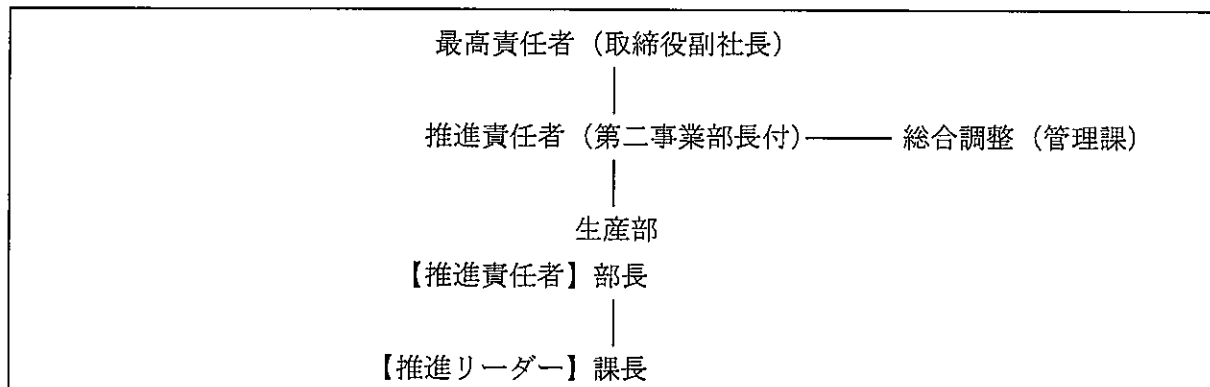 最高責任者（取締役副社長）
推進責任者（第二事業部長付） 総合調整（管理課）
生産部
【推進責任者】部長
【推進リーダー】課長